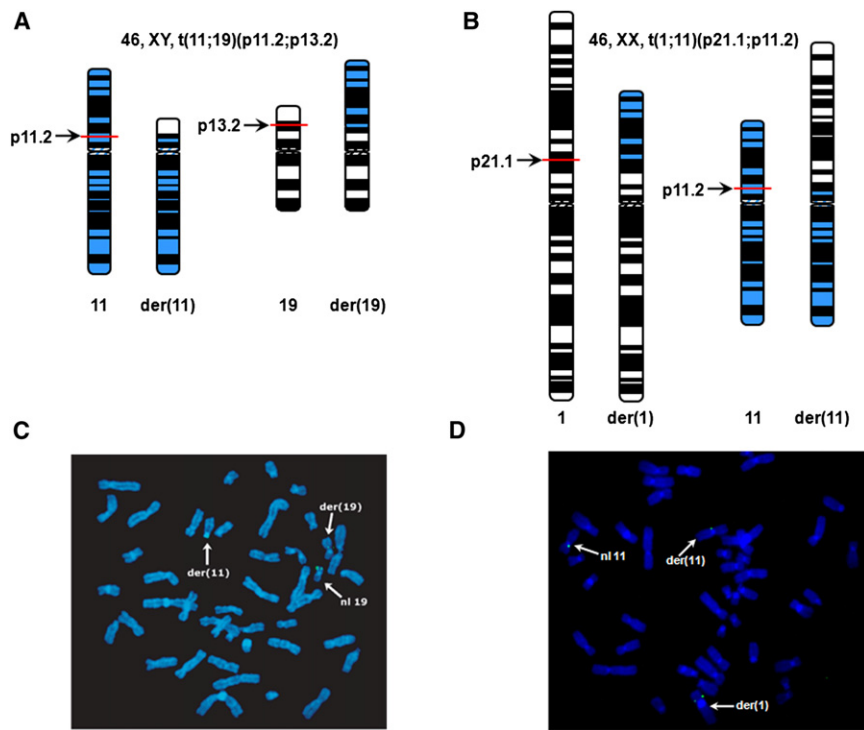 A
46, XY, t(11;19)(p11.2;p13.2)
p11.2
p13.2
11
der(11)
19
der(19)
B
46, XX, t(1;11)(p21.1;p11.2)
p21.1
p11.2
1
der(1)
11
der(11)
C
der(19)
der(11)
nl 19
D
nl 11
der(11)
der(1)